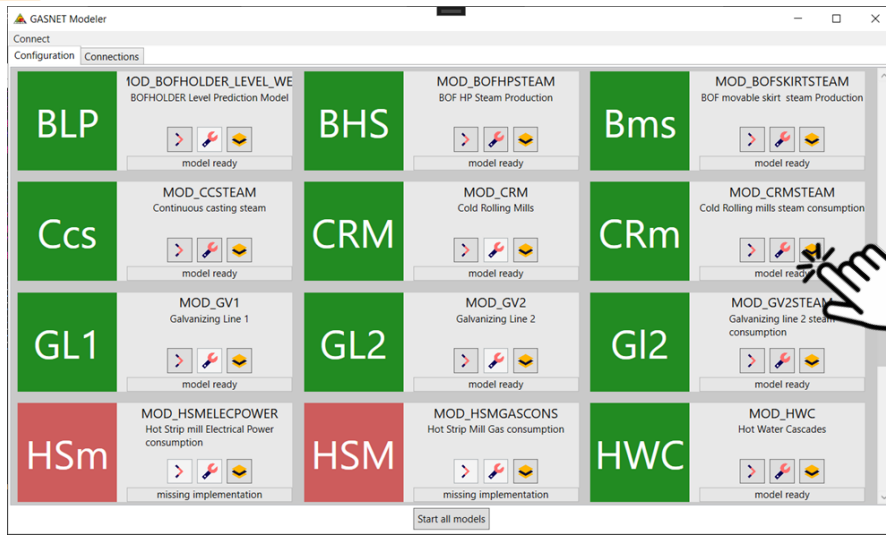 GASNET Modeler
Connect
Configuration Connections
BLP
MOD_BOFHOLDER_LEVEL_WE
BOFHOLDER Level Prediction Model
model ready
BHS
MOD_BOFHPSTEAM
BOF HP Steam Production
model ready
Bms
MOD_BOFSKIRTSTEAM
BOF movable skirt steam Production
model ready
Ccs
MOD_CCSTEAM
Continuous casting steam
model ready
CRM
MOD_CRM
Cold Rolling Mills
model ready
CRm
MOD_CRMSTEAM
Cold Rolling mills steam consumption
model ready
GL1
MOD_GV1
Galvanizing Line 1
model ready
GL2
MOD_GV2
Galvanizing Line 2
model ready
Gl2
MOD_GV2STEAM
Galvanizing line 2 steam
consumption
model ready
HSm
MOD_HSMELECPOWER
Hot Strip mill Electrical Power
consumption
missing implementation
HSM
MOD_HSMGASCONS
Hot Strip Mill Gas consumption
missing implementation
HWC
MOD_HWC
Hot Water Cascades
model ready
Start all models